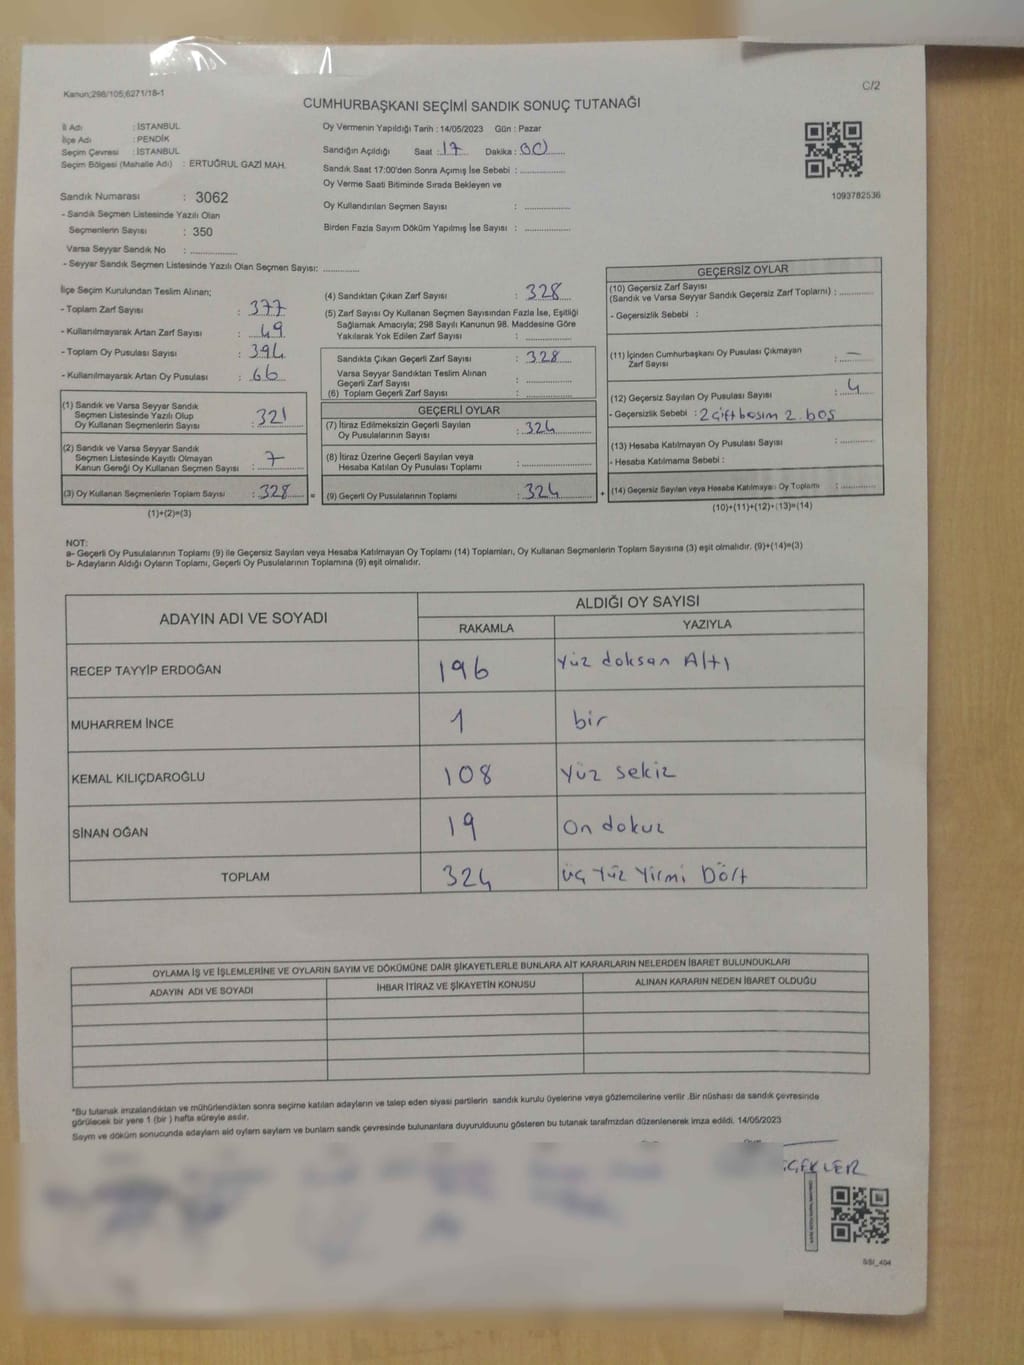 Kanun;298/105;6271/18-1
C/2
CUMHURBAŞKANI SEÇİMİ SANDIK SONUÇ TUTANAĞI
İl Adı : İSTANBUL
İlçe Adı : PENDİK
Seçim Çevresi : İSTANBUL
Seçim Bölgesi (Mahalle Adı) : ERTUĞRUL GAZİ MAH.
Sandık Numarası : 3062
- Sandık Seçmen Listesinde Yazılı Olan
Seçmenlerin Sayısı : 350
Varsa Seyyar Sandık No : ..............
- Seyyar Sandık Seçmen Listesinde Yazılı Olan Seçmen Sayısı: ............
Oy Vermenin Yapıldığı Tarih : 14/05/2023 Gün : Pazar
Sandığın Açıldığı Saat : 17 Dakika : 00
Sandık Saat 17:00'den Sonra Açımış İse Sebebi : ..............
Oy Verme Saati Bitiminde Sırada Bekleyen ve
Oy Kullandırılan Seçmen Sayısı : ..............
Birden Fazla Sayım Döküm Yapılmış İse Sayısı : ..............
1093782536
İlçe Seçim Kurulundan Teslim Alınan;
- Toplam Zarf Sayısı : 377
- Kullanılmayarak Artan Zarf Sayısı : 49
- Toplam Oy Pusulası Sayısı : 394
- Kullanılmayarak Artan Oy Pusulası : 66
(1) Sandık ve Varsa Seyyar Sandık
Seçmen Listesinde Yazılı Olup
Oy Kullanan Seçmenlerin Sayısı : 321
(2) Sandık ve Varsa Seyyar Sandık
Seçmen Listesinde Kayıtlı Olmayan
Kanun Gereği Oy Kullanan Seçmen Sayısı : 7
(3) Oy Kullanan Seçmenlerin Toplam Sayısı : 328
(1)+(2)=(3)
(4) Sandıktan Çıkan Zarf Sayısı : 328
(5) Zarf Sayısı Oy Kullanan Seçmen Sayısından Fazla İse, Eşitliği
Sağlamak Amacıyla; 298 Sayılı Kanunun 98. Maddesine Göre
Yakılarak Yok Edilen Zarf Sayısı : ..............
Sandıkta Çıkan Geçerli Zarf Sayısı : 328
Varsa Seyyar Sandıktan Teslim Alınan
Geçerli Zarf Sayısı : ..............
(6) Toplam Geçerli Zarf Sayısı : ..............
GEÇERLİ OYLAR
(7) İtiraz Edilmeksizin Geçerli Sayılan
Oy Pusulalarının Sayısı : 324
(8) İtiraz Üzerine Geçerli Sayılan veya
Hesaba Katılan Oy Pusulası Toplamı : ..............
= (9) Geçerli Oy Pusulalarının Toplamı : 324 +
GEÇERSİZ OYLAR
(10) Geçersiz Zarf Sayısı
(Sandık ve Varsa Seyyar Sandık Geçersiz Zarf Toplamı) : ............
- Geçersizlik Sebebi :
(11) İçinden Cumhurbaşkanı Oy Pusulası Çıkmayan
Zarf Sayısı : —
(12) Geçersiz Sayılan Oy Pusulası Sayısı : 4
- Geçersizlik Sebebi : 2 çift basım 2. boş
(13) Hesaba Katılmayan Oy Pusulası Sayısı : ............
- Hesaba Katılmama Sebebi :
(14) Geçersiz Sayılan veya Hesaba Katılmayan Oy Toplamı : ............
(10)+(11)+(12)+(13)=(14)
NOT:
a- Geçerli Oy Pusulalarının Toplamı (9) ile Geçersiz Sayılan veya Hesaba Katılmayan Oy Toplamı (14) Toplamları, Oy Kullanan Seçmenlerin Toplam Sayısına (3) eşit olmalıdır. (9)+(14)=(3)
b- Adayların Aldığı Oyların Toplamı, Geçerli Oy Pusulalarının Toplamına (9) eşit olmalıdır.
ADAYIN ADI VE SOYADI
ALDIĞI OY SAYISI
RAKAMLA YAZIYLA
RECEP TAYYİP ERDOĞAN 196 Yüz doksan Altı
MUHARREM İNCE 1 bir
KEMAL KILIÇDAROĞLU 108 Yüz sekiz
SİNAN OĞAN 19 On dokuz
TOPLAM 324 üç Yüz Yirmi Dört
OYLAMA İŞ VE İŞLEMLERİNE VE OYLARIN SAYIM VE DÖKÜMÜNE DAİR ŞİKAYETLERLE BUNLARA AİT KARARLARIN NELERDEN İBARET BULUNDUKLARI
ADAYIN ADI VE SOYADI İHBAR İTİRAZ VE ŞİKAYETİN KONUSU ALINAN KARARIN NEDEN İBARET OLDUĞU
*Bu tutanak imzalandıktan ve mühürlendikten sonra seçime katılan adayların ve talep eden siyasi partilerin sandık kurulu üyelerine veya gözlemcilerine verilir .Bir nüshası da sandık çevresinde
görülecek bir yere 1 (bir ) hafta süreyle asılır.
Sayım ve döküm sonucunda adayların aid oyların sayıların ve bunların sandık çevresinde bulunanlara duyurulduunu gösteren bu tutanak tarafımızdan düzenlenerek imza edildi. 14/05/2023
SSI_404